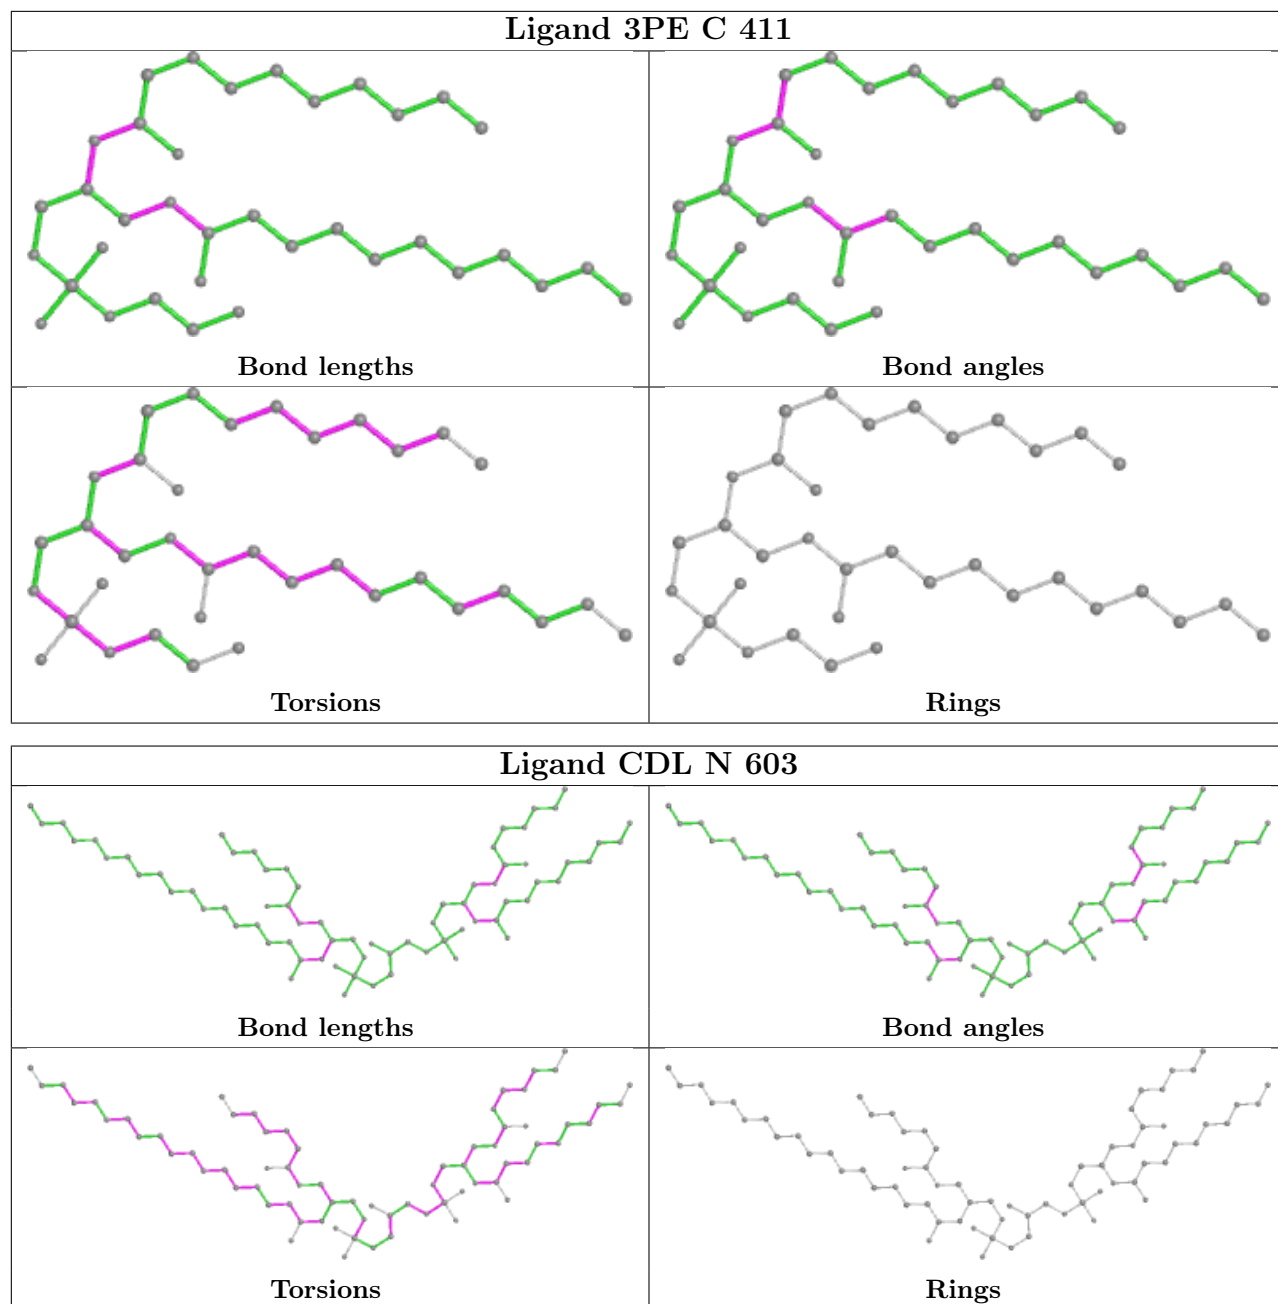 Ligand 3PE C 411
Bond lengths
Bond angles
Torsions
Rings
Ligand CDL N 603
Bond lengths
Bond angles
Torsions
Rings